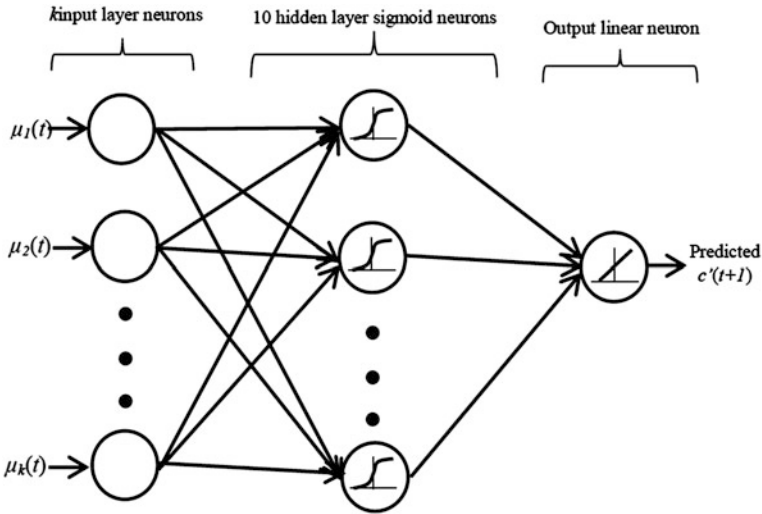 kinput layer neurons
10 hidden layer sigmoid neurons
Output linear neuron
μ1(t)
μ2(t)
μk(t)
Predicted
c'(t+1)